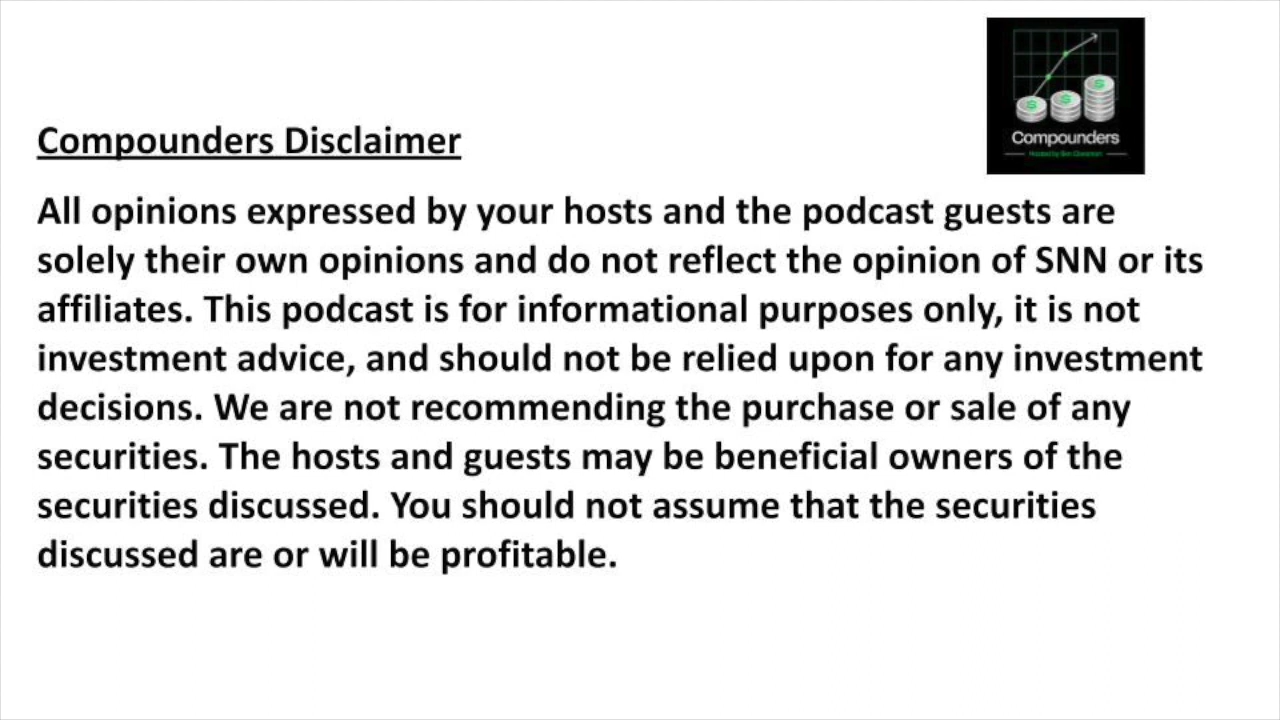 Compounders
Hosted by Ben Claremon
Compounders Disclaimer
All opinions expressed by your hosts and the podcast guests are
solely their own opinions and do not reflect the opinion of SNN or its
affiliates. This podcast is for informational purposes only, it is not
investment advice, and should not be relied upon for any investment
decisions. We are not recommending the purchase or sale of any
securities. The hosts and guests may be beneficial owners of the
securities discussed. You should not assume that the securities
discussed are or will be profitable.